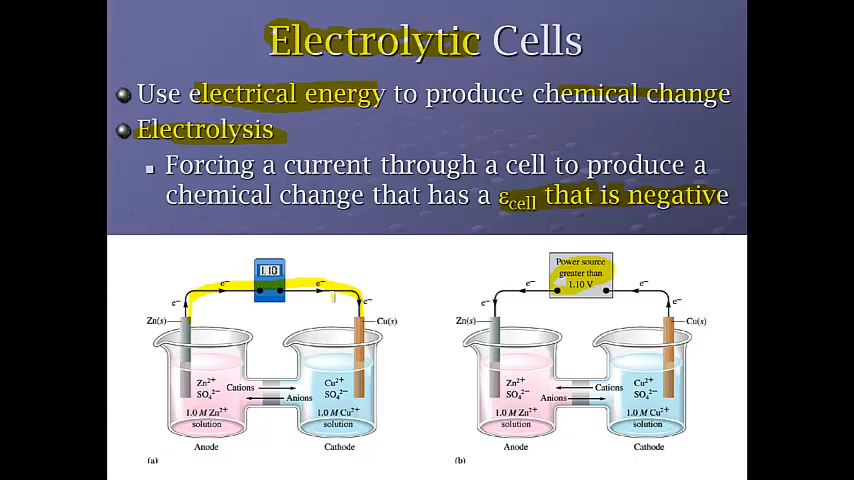 Electrolytic Cells
Use electrical energy to produce chemical change
Electrolysis
Forcing a current through a cell to produce a
chemical change that has a εcell that is negative
1.10
e– e–
e– e–
Zn(s) Cu(s)
Zn2+
SO42–
Cations
Anions
Cu2+
SO42–
1.0 M Zn2+
solution
1.0 M Cu2+
solution
Anode Cathode
(a)
Power source
greater than
1.10 V
e– e–
e– e–
Zn(s) Cu(s)
Zn2+
SO42–
Cations
Anions
Cu2+
SO42–
1.0 M Zn2+
solution
1.0 M Cu2+
solution
Anode Cathode
(b)